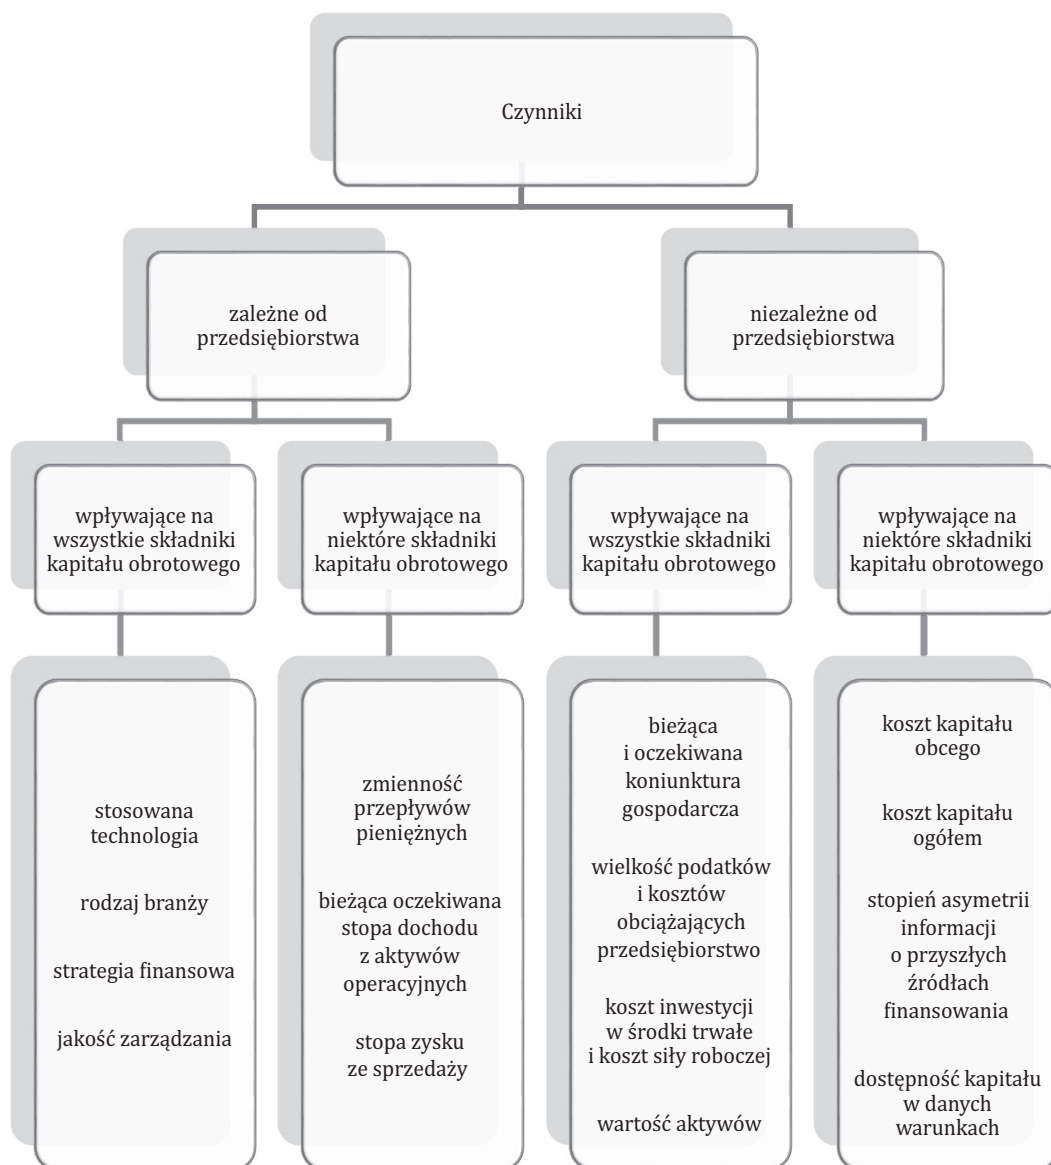 Czynniki
zależne od
przedsiębiorstwa
niezależne od
przedsiębiorstwa
wpływające na
wszystkie składniki
kapitału obrotowego
wpływające na
niektóre składniki
kapitału obrotowego
wpływające na
wszystkie składniki
kapitału obrotowego
wpływające na
niektóre składniki
kapitału obrotowego
stosowana
technologia
rodzaj branży
strategia finansowa
jakość zarządzania
zmienność
przepływów
pieniężnych
bieżąca oczekiwana
stopa dochodu
z aktywów
operacyjnych
stopa zysku
ze sprzedaży
bieżąca
i oczekiwana
koniunktura
gospodarcza
wielkość podatków
i kosztów
obciążających
przedsiębiorstwo
koszt inwestycji
w środki trwałe
i koszt siły roboczej
wartość aktywów
koszt kapitału
obcego
koszt kapitału
ogółem
stopień asymetrii
informacji
o przyszłych
źródłach
finansowania
dostępność kapitału
w danych
warunkach